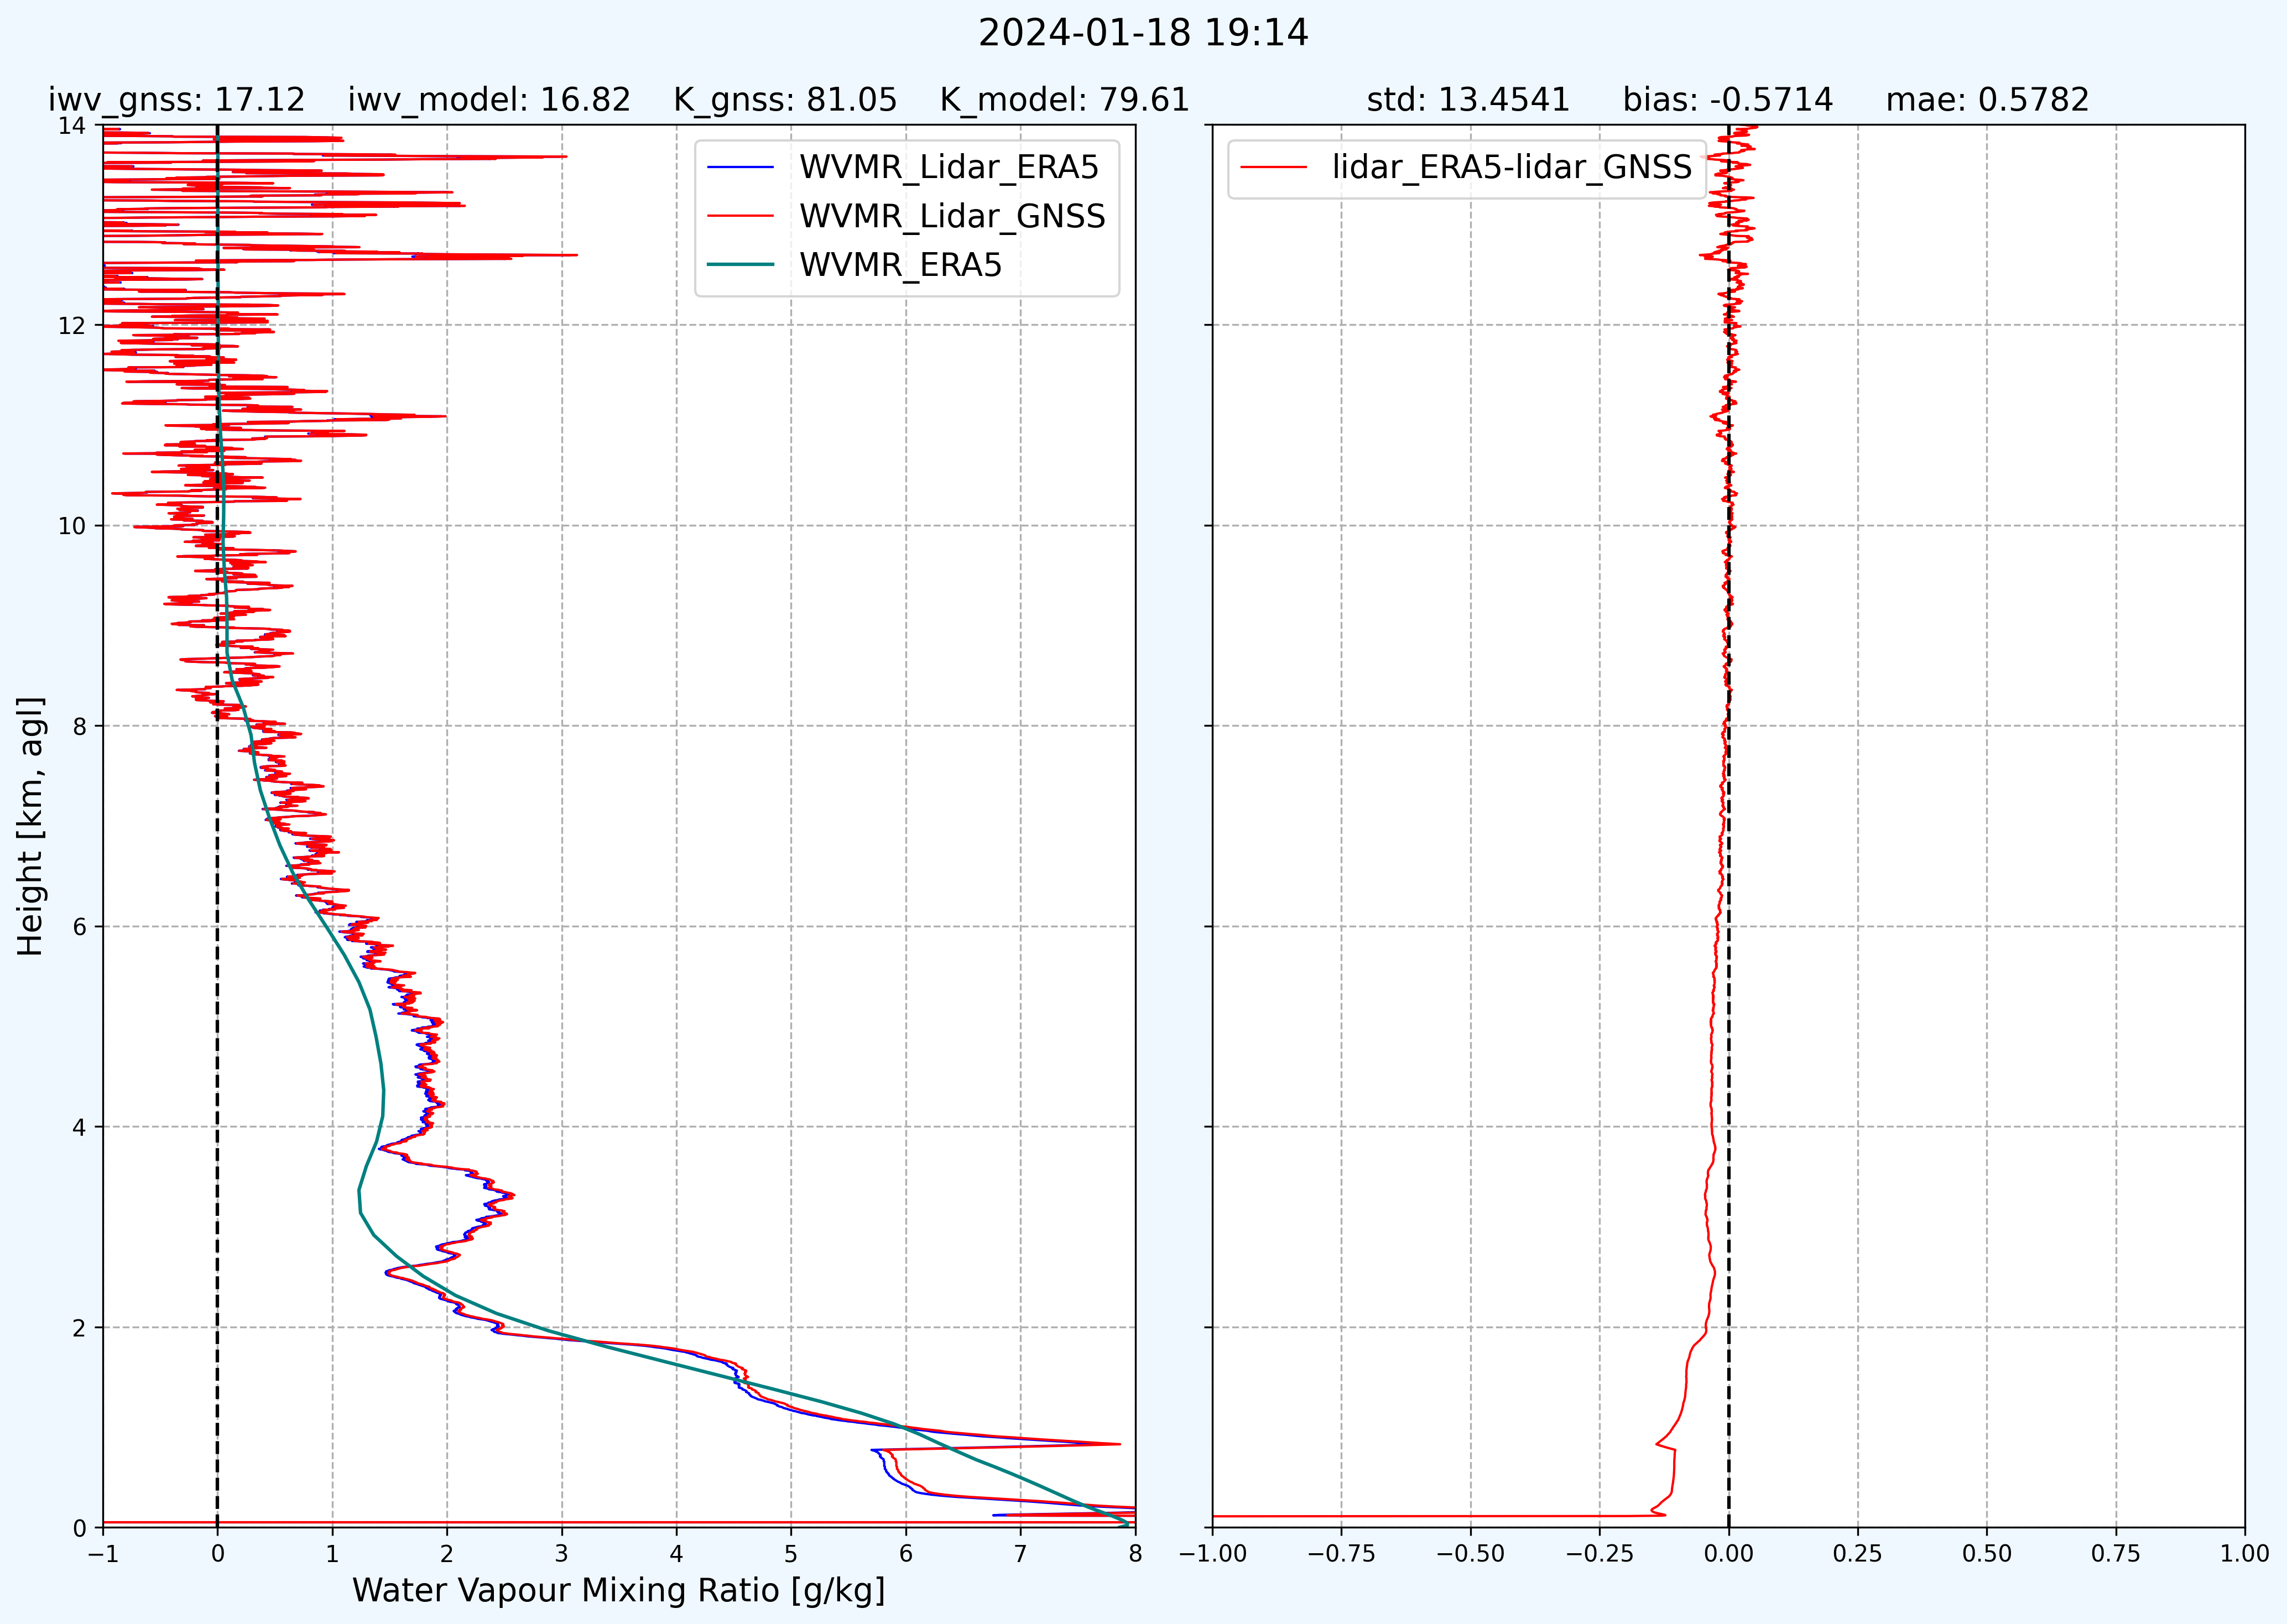 2024-01-18 19:14
iwv_gnss: 17.12 iwv_model: 16.82 K_gnss: 81.05 K_model: 79.61
std: 13.4541 bias: -0.5714 mae: 0.5782
WVMR_Lidar_ERA5
WVMR_Lidar_GNSS
WVMR_ERA5
lidar_ERA5-lidar_GNSS
Height [km, agl]
14
12
10
8
6
4
2
0
−1 0 1 2 3 4 5 6 7 8
−1.00 −0.75 −0.50 −0.25 0.00 0.25 0.50 0.75 1.00
Water Vapour Mixing Ratio [g/kg]